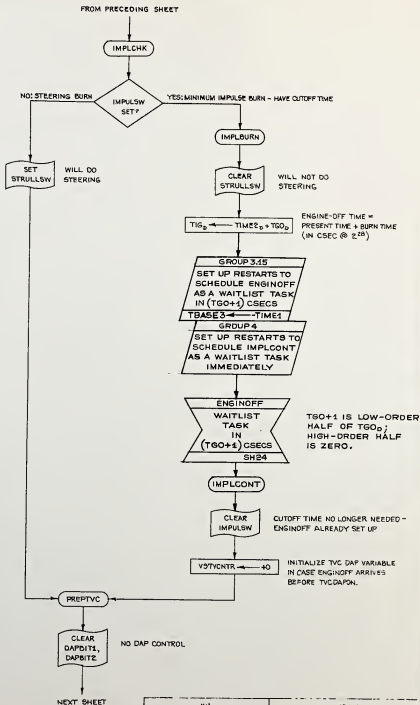 FROM PRECEDING SHEET
IMPLCHK
NO: STEERING BURN
IMPULSW
SET?
YES: MINIMUM IMPULSE BURN - HAVE CUTOFF TIME
IMPLBURN
SET
STRULLSW
WILL DO
STEERING
CLEAR
STRULLSW
WILL NOT DO
STEERING
TIG_D ← TIME2_D + TGO_D
ENGINE-OFF TIME =
PRESENT TIME + BURN TIME
(IN CSEC @ 2^28)
GROUP 3.15
SET UP RESTARTS TO
SCHEDULE ENGINOFF
AS A WAITLIST TASK
IN (TGO+1) CSECS
TBASE3 ← -TIME1
GROUP 4
SET UP RESTARTS TO
SCHEDULE IMPLCONT
AS A WAITLIST TASK
IMMEDIATELY
ENGINOFF
WAITLIST
TASK
IN
(TGO+1) CSECS
SH24
TGO+1 IS LOW-ORDER
HALF OF TGO_D;
HIGH-ORDER HALF
IS ZERO.
IMPLCONT
CLEAR
IMPULSW
CUTOFF TIME NO LONGER NEEDED -
ENGINOFF ALREADY SET UP
V97VCNTR ← +0
INITIALIZE TVC DAP VARIABLE
IN CASE ENGINOFF ARRIVES
BEFORE TVCDAPON.
PREPTVC
CLEAR
DAPBIT1,
DAPBIT2
NO DAP CONTROL
NEXT SHEET